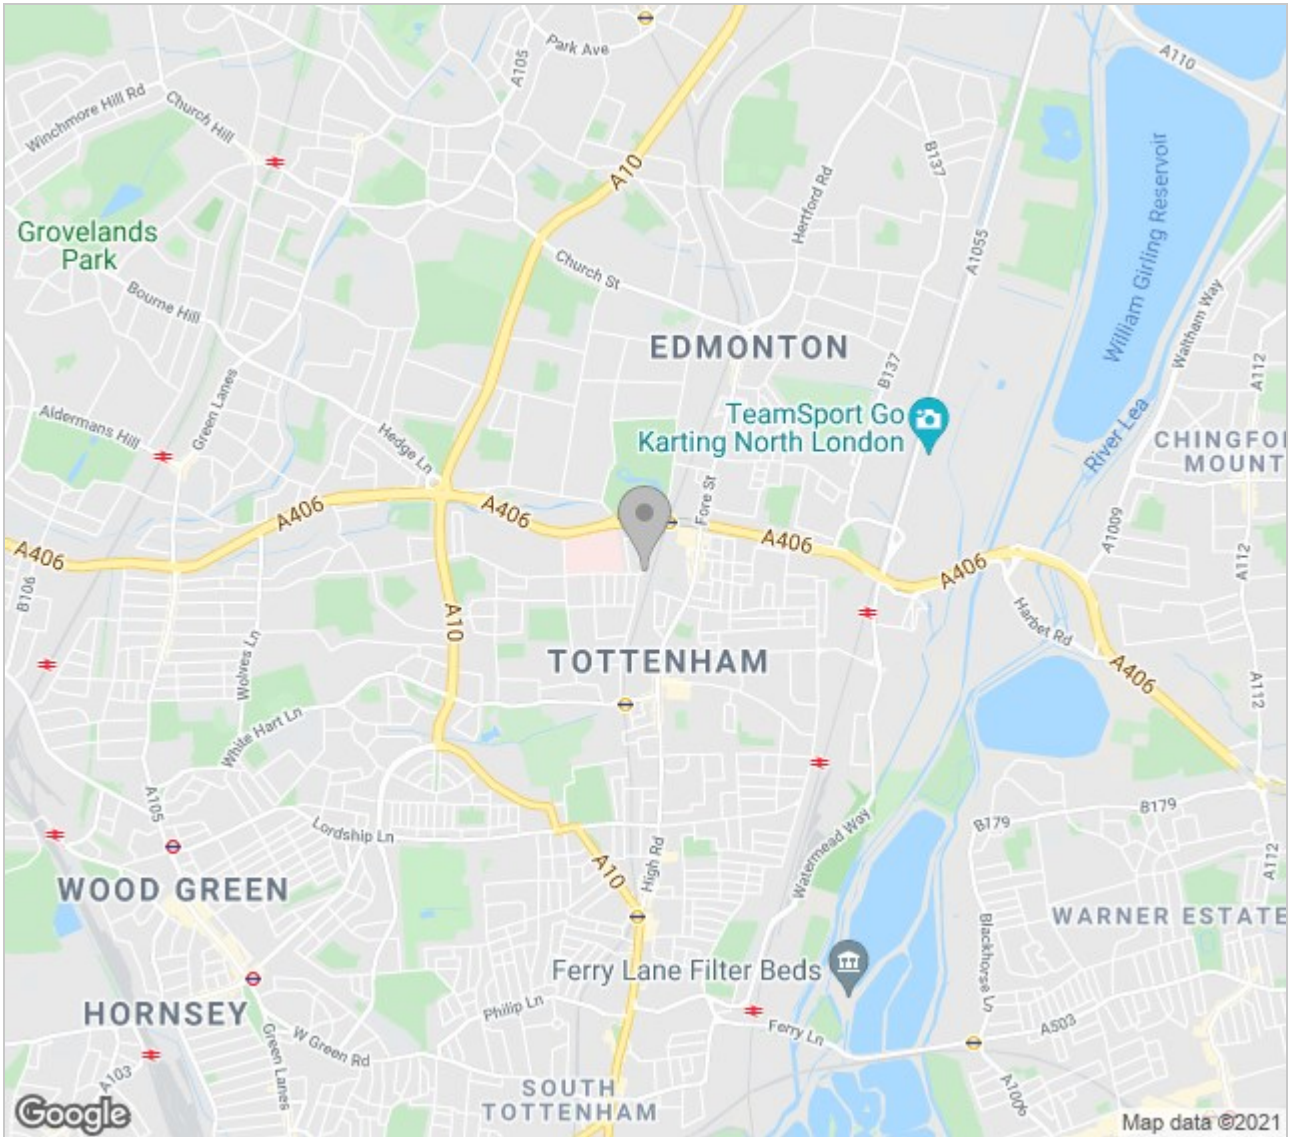 Park Ave
A105
A110
Winchmore Hill Rd
Church Hill
A10
B137
Hertford Rd
William Girling Reservoir
Grovelands
Park
Church St
A1055
Bourne Hill
Waltham Way
EDMONTON
B137
A112
TeamSport Go
Karting North London
Aldermans Hill
Green Lanes
Hedge Ln
River Lea
CHINGFO
MOUNT
A406
A406
Fore St
A406
A1009
A406
A406
A112
B106
A10
Harbet Rd
Wolves Ln
TOTTENHAM
A406
A112
White Hart Ln
A105
Lordship Ln
B179
B179
Watermead Way
A10
High Rd
A112
WOOD GREEN
WARNER ESTATE
Blackhorse Ln
Ferry Lane Filter Beds
HORNSEY
Philip Ln
Green Lanes
W Green Rd
Ferry Ln
A503
A103
SOUTH
TOTTENHAM
A1006
Google
Map data ©2021